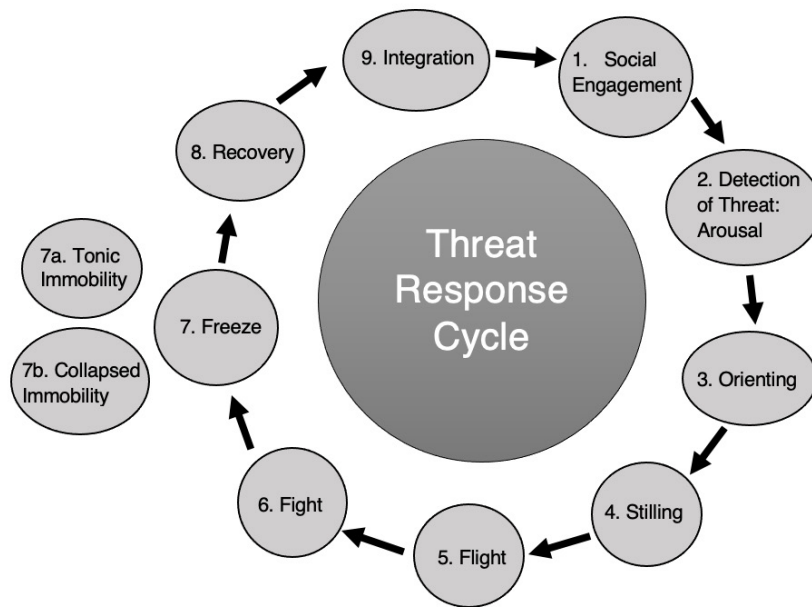 Threat
Response
Cycle
1. Social
Engagement
2. Detection
of Threat:
Arousal
3. Orienting
4. Stilling
5. Flight
6. Fight
7. Freeze
7a. Tonic
Immobility
7b. Collapsed
Immobility
8. Recovery
9. Integration